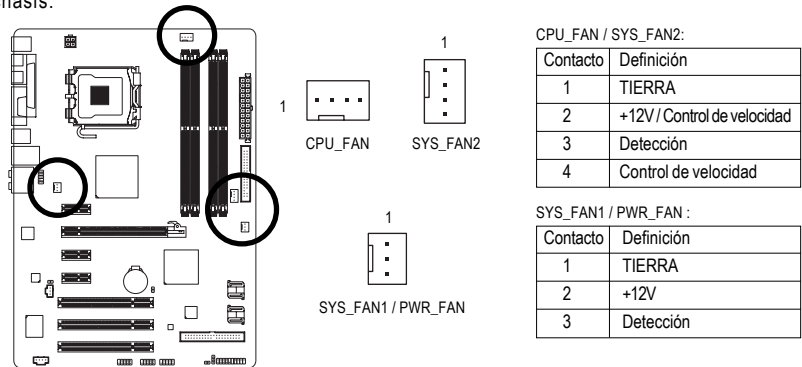 chasis.
1
CPU_FAN
1
SYS_FAN2
1
SYS_FAN1 / PWR_FAN
CPU_FAN / SYS_FAN2:
Contacto Definición
1 TIERRA
2 +12V / Control de velocidad
3 Detección
4 Control de velocidad
SYS_FAN1 / PWR_FAN :
Contacto Definición
1 TIERRA
2 +12V
3 Detección